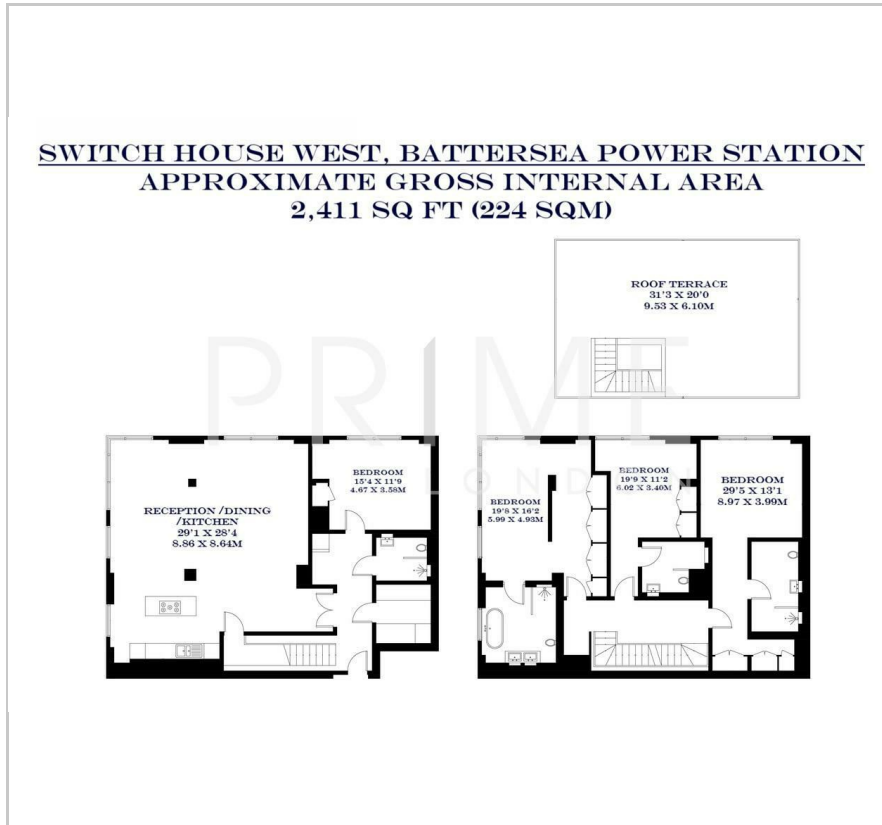 SWITCH HOUSE WEST, BATTERSEA POWER STATION
APPROXIMATE GROSS INTERNAL AREA
2,411 SQ FT (224 SQM)
ROOF TERRACE
31'3 X 20'0
9.53 X 6.10M
PRIME
LONDON
RECEPTION /DINING
/KITCHEN
29'1 X 28'4
8.86 X 8.64M
BEDROOM
15'4 X 11'9
4.67 X 3.58M
BEDROOM
19'8 X 16'2
5.99 X 4.93M
BEDROOM
19'9 X 11'2
6.02 X 3.40M
BEDROOM
29'5 X 13'1
8.97 X 3.99M